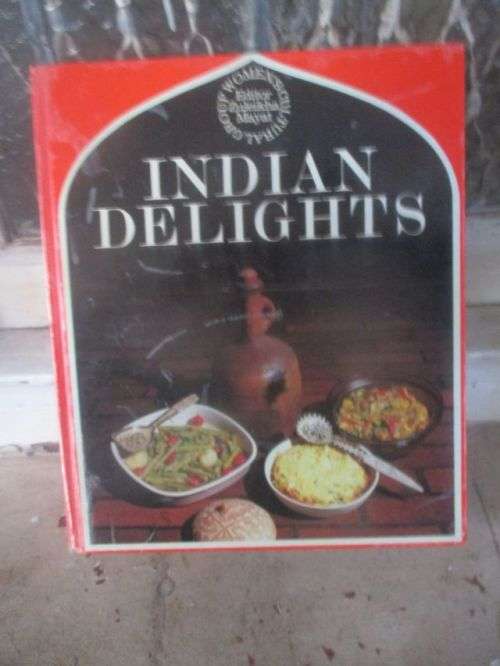 WOMEN'S CULTURAL GROUP
Editor
Zuleikha
Mayat
INDIAN
DELIGHTS